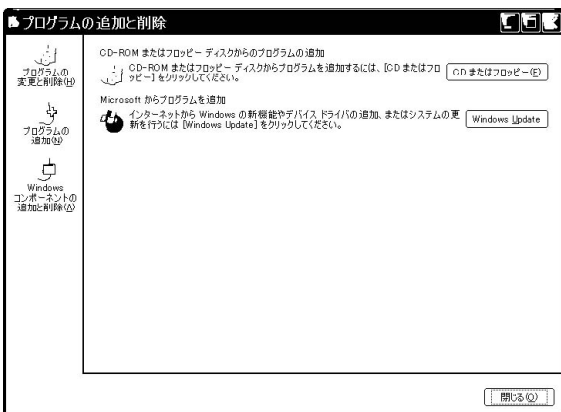 プログラムの追加と削除
プログラムの
変更と削除(H)
プログラムの
追加(N)
Windows
コンポーネントの
追加と削除(A)
CD-ROM またはフロッピー ディスクからのプログラムの追加
CD-ROM またはフロッピー ディスクからプログラムを追加するには、[CD またはフロ
ッピー] をクリックしてください。
CD またはフロッピー(F)
Microsoft からプログラムを追加
インターネットから Windows の新機能やデバイス ドライバの追加、またはシステムの更
新を行うには [Windows Update] をクリックしてください。
Windows Update
閉じる(O)